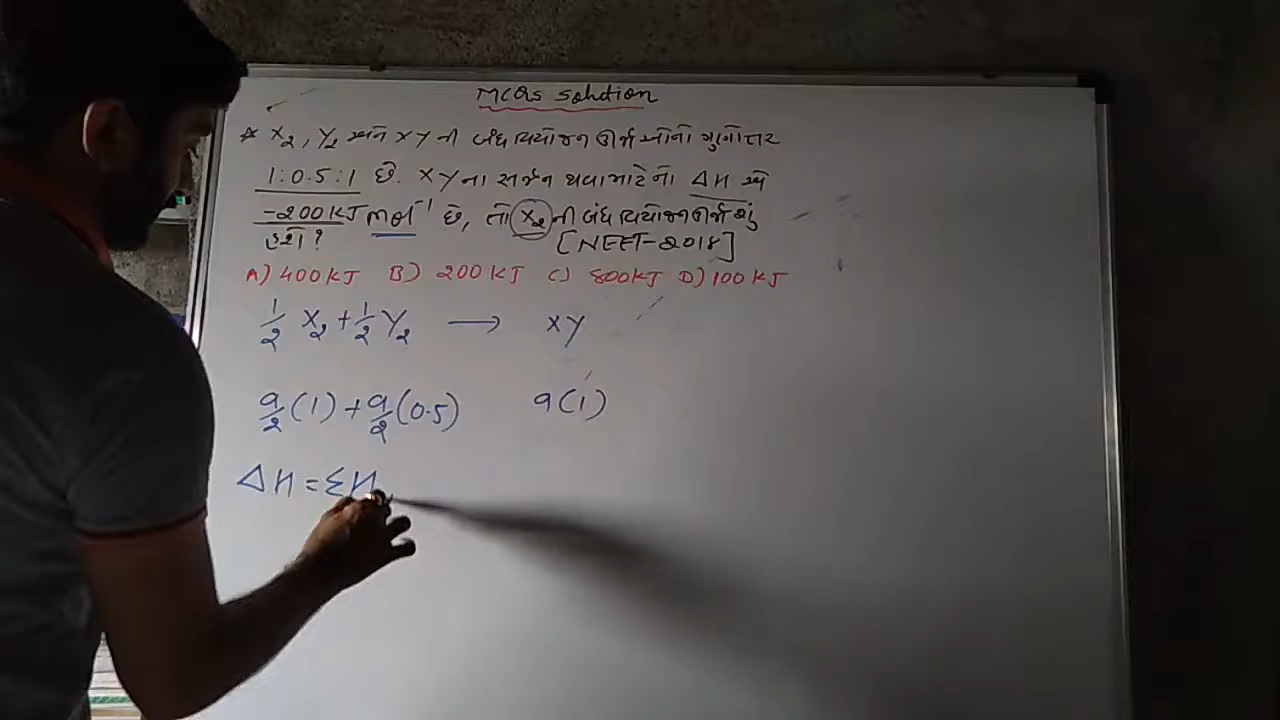 MCQs solution
* X₂, Y₂ અને XY ની બંધ વિયોજન ઊર્જાઓનો ગુણોત્તર
1:0.5:1 છે. XY ના સર્જન થવા માટેની ΔH એ
-200 KJ mol⁻¹ છે, તો X₂ ની બંધ વિયોજન ઊર્જા શું
હશે? [NEET-2018]
A) 400 KJ B) 200 KJ C) 800 KJ D) 100 KJ
1/2 X₂ + 1/2 Y₂ → XY
a/2 (1) + a/2 (0.5) a(1)
ΔH = ΣH